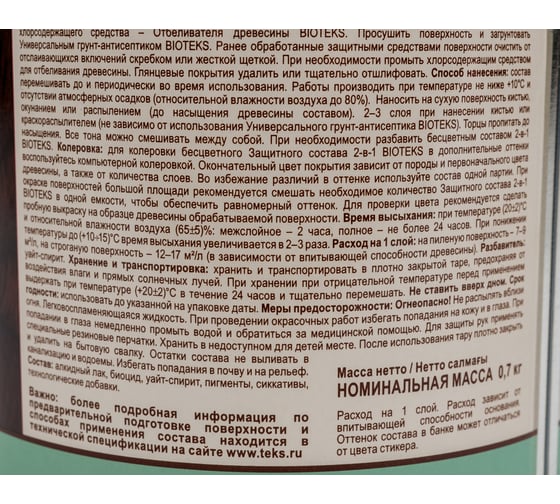 хлорсодержащего средства – Отбеливателя древесины BIOTEKS. Просушить поверхность и загрунтовать
Универсальным грунт-антисептиком BIOTEKS. Ранее обработанные защитными средствами поверхности очистить от
отслаивающихся включений скребком или жесткой щеткой. При необходимости промыть хлорсодержащим средством
для отбеливания древесины. Глянцевые покрытия удалить или тщательно отшлифовать. Способ нанесения: состав
перемешивать до и периодически во время использования. Работы производить при температуре не ниже +10°С и
отсутствии атмосферных осадков (относительной влажности воздуха до 80%). Наносить на сухую поверхность кистью,
окунанием или распылением (до насыщения древесины составом). 2–3 слоя при нанесении кистью или
краскораспылителем (не зависимо от использования Универсального грунт-антисептика BIOTEKS). Торцы пропитать до
насыщения. Все тона можно смешивать между собой. При необходимости разбавить бесцветным составом 2-в-1
BIOTEKS. Колеровка: для колеровки бесцветного Защитного состава 2-в-1 BIOTEKS в дополнительные оттенки
воспользуйтесь компьютерной колеровкой. Окончательный цвет покрытия зависит от породы и первоначального цвета
древесины, а также от количества слоев. Во избежание различий в оттенке используйте состав одной партии. При
окраске поверхностей большой площади рекомендуется смешать необходимое количество Защитного состава 2-в-1
BIOTEKS в одной емкости, чтобы обеспечить равномерный оттенок. Для проверки цвета рекомендуется сделать
пробную выкраску на образце древесины обрабатываемой поверхности. Время высыхания: при температуре (20±2)°С
и относительной влажности воздуха (65±5)%: межслойное – 2 часа, полное – не более 24 часов. При понижении
температуры до (+10-15)°С время высыхания увеличивается в 2–3 раза. Расход на 1 слой: на пиленую поверхность – 7–9
м²/л, на строганую поверхность – 12–17 м²/л (в зависимости от впитывающей способности древесины). Разбавитель:
уайт-спирит. Хранение и транспортировка: хранить и транспортировать в плотно закрытой таре, предохраняя от
воздействия влаги и прямых солнечных лучей. При хранении при отрицательной температуре перед применением
выдержать при температуре (+20±2)°С в течение 24 часов и тщательно перемешать. Не ставить вверх дном. Срок
годности: использовать до указанной на упаковке даты. Меры предосторожности: Огнеопасно! Не распылять вблизи
огня. Легковоспламеняющаяся жидкость. При проведении окрасочных работ избегать попадания на кожу и в глаза. При
попадании в глаза немедленно промыть водой и обратиться за медицинской помощью. Для защиты рук применять
специальные резиновые перчатки. Хранить в недоступном для детей месте. После использования тару плотно закрыть
и удалить на бытовую свалку. Остатки состава не выливать в
канализацию и водоемы. Избегать попадания в почву и на рельеф.
Состав: алкидный лак, биоцид, уайт-спирит, пигменты, сиккативы,
технологические добавки.
Важно: более подробная информация по
предварительной подготовке поверхности и
способах применения состава находится в
технической спецификации на сайте www.teks.ru
Масса нетто / Нетто салмағы
НОМИНАЛЬНАЯ МАССА 0,7 кг
Расход на 1 слой. Расход зависит от
впитывающей способности основания.
Оттенок состава в банке может отличаться
от цвета стикера.